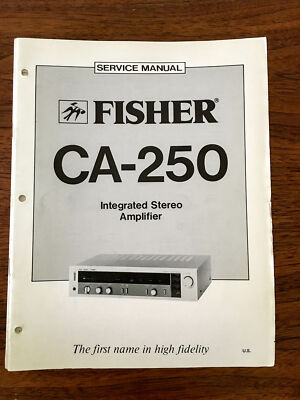 SERVICE MANUAL
FISHER®
CA-250
Integrated Stereo
Amplifier
The first name in high fidelity
U.S.